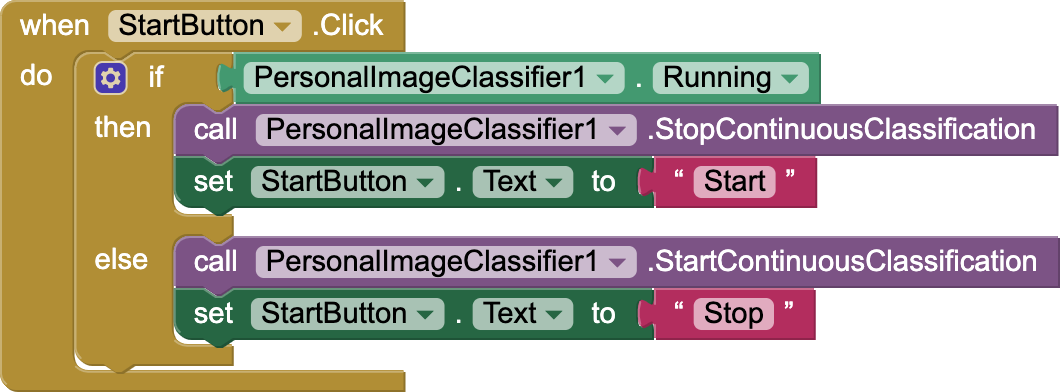 when StartButton .Click
do if PersonalImageClassifier1 . Running
then call PersonalImageClassifier1 .StopContinuousClassification
set StartButton . Text to “ Start ”
else call PersonalImageClassifier1 .StartContinuousClassification
set StartButton . Text to “ Stop ”